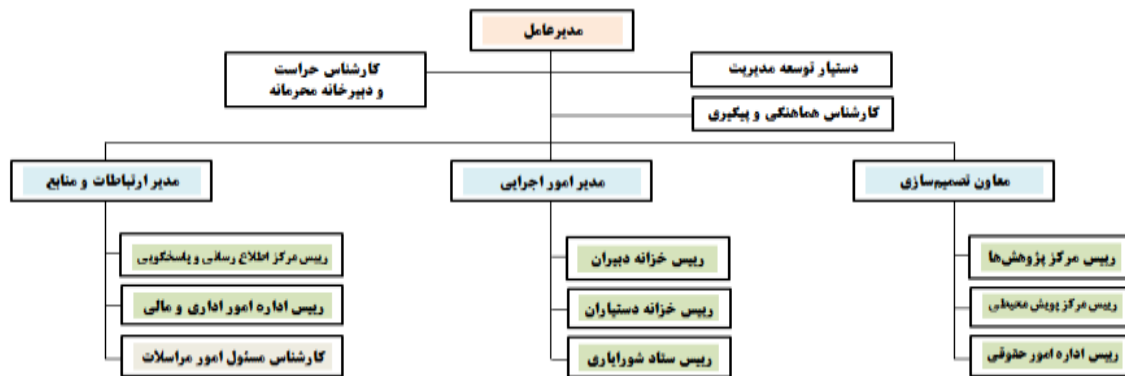 مدیرعامل
دستیار توسعه مدیریت
کارشناس حراست
و دبیرخانه محرمانه
کارشناس هماهنگی و پیگیری
معاون تصمیم‌سازی
مدیر امور اجرایی
مدیر ارتباطات و منابع
رییس مرکز پژوهش‌ها
رییس مرکز پویش محیطی
رییس اداره امور حقوقی
رییس خزانه دبیران
رییس خزانه دستیاران
رییس ستاد شورایاری
رییس مرکز اطلاع رسانی و پاسخگویی
رییس اداره امور اداری و مالی
کارشناس مسئول امور مراسلات